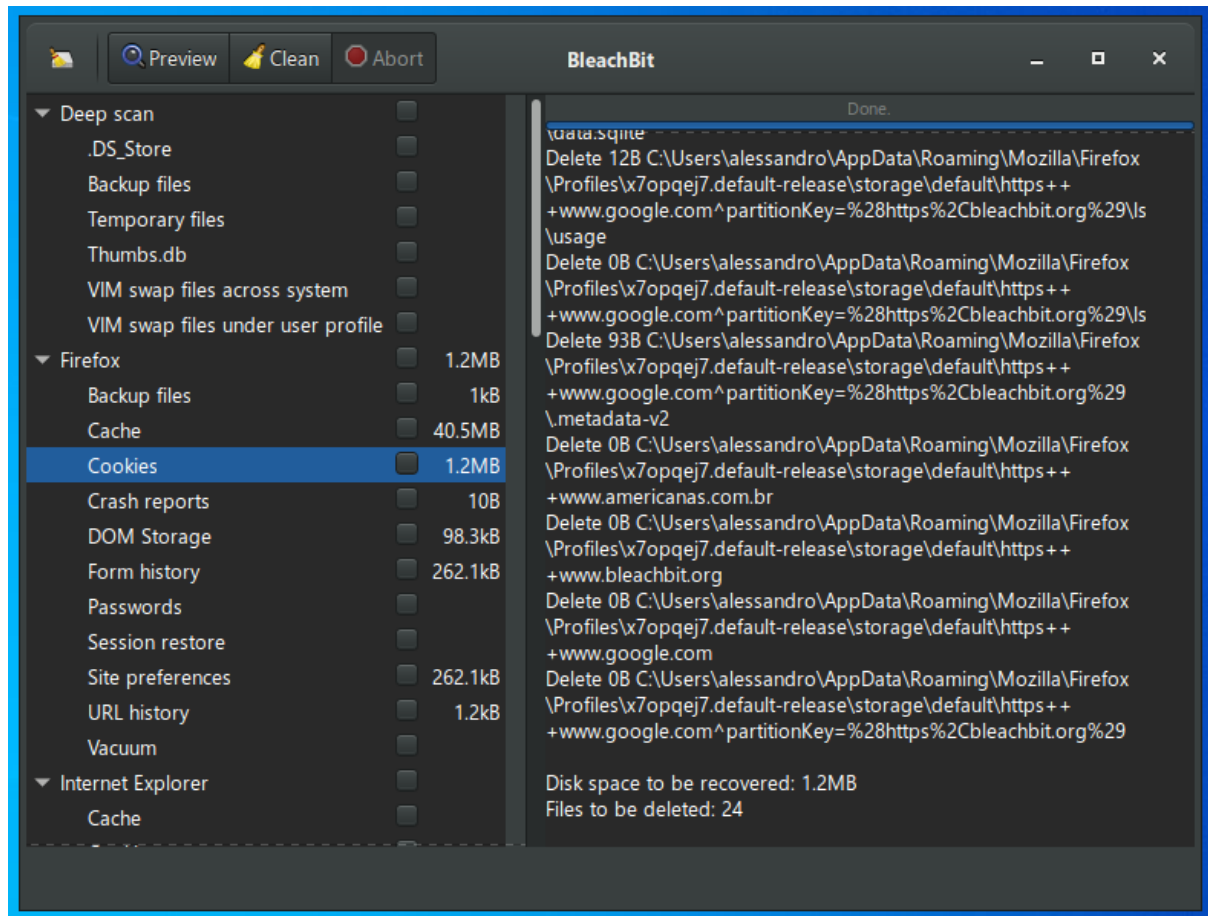 Preview Clean Abort BleachBit
Deep scan
.DS_Store
Backup files
Temporary files
Thumbs.db
VIM swap files across system
VIM swap files under user profile
Firefox 1.2MB
Backup files 1kB
Cache 40.5MB
Cookies 1.2MB
Crash reports 10B
DOM Storage 98.3kB
Form history 262.1kB
Passwords
Session restore
Site preferences 262.1kB
URL history 1.2kB
Vacuum
Internet Explorer
Cache
Done.
\data.sqlite
Delete 12B C:\Users\alessandro\AppData\Roaming\Mozilla\Firefox
\Profiles\x7opqej7.default-release\storage\default\https++
+www.google.com^partitionKey=%28https%2Cbleachbit.org%29\ls
\usage
Delete 0B C:\Users\alessandro\AppData\Roaming\Mozilla\Firefox
\Profiles\x7opqej7.default-release\storage\default\https++
+www.google.com^partitionKey=%28https%2Cbleachbit.org%29\ls
Delete 93B C:\Users\alessandro\AppData\Roaming\Mozilla\Firefox
\Profiles\x7opqej7.default-release\storage\default\https++
+www.google.com^partitionKey=%28https%2Cbleachbit.org%29
\.metadata-v2
Delete 0B C:\Users\alessandro\AppData\Roaming\Mozilla\Firefox
\Profiles\x7opqej7.default-release\storage\default\https++
+www.americanas.com.br
Delete 0B C:\Users\alessandro\AppData\Roaming\Mozilla\Firefox
\Profiles\x7opqej7.default-release\storage\default\https++
+www.bleachbit.org
Delete 0B C:\Users\alessandro\AppData\Roaming\Mozilla\Firefox
\Profiles\x7opqej7.default-release\storage\default\https++
+www.google.com
Delete 0B C:\Users\alessandro\AppData\Roaming\Mozilla\Firefox
\Profiles\x7opqej7.default-release\storage\default\https++
+www.google.com^partitionKey=%28https%2Cbleachbit.org%29
Disk space to be recovered: 1.2MB
Files to be deleted: 24